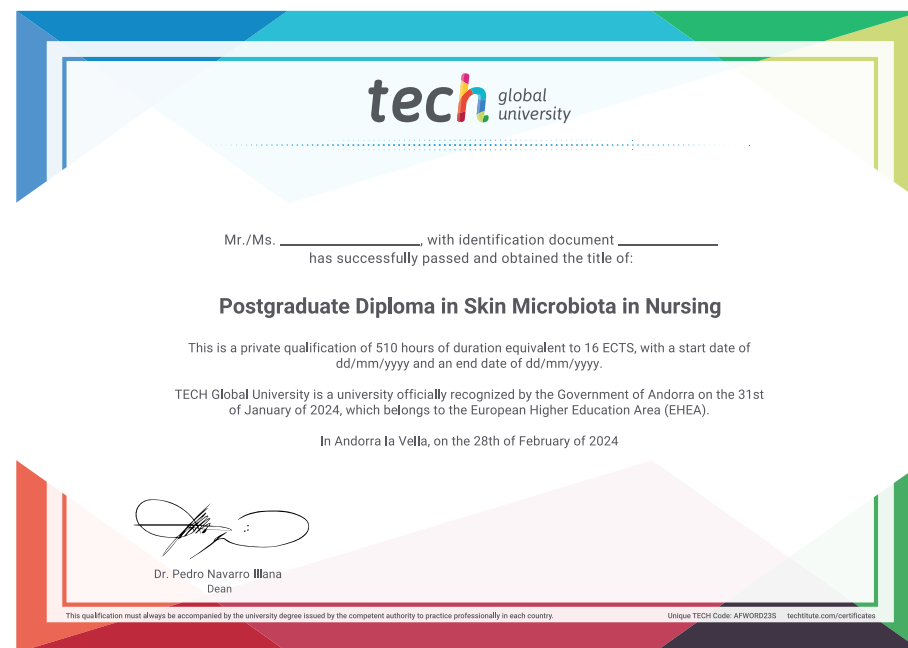 tech global university
Mr./Ms. ____________, with identification document ____________
has successfully passed and obtained the title of:
Postgraduate Diploma in Skin Microbiota in Nursing
This is a private qualification of 510 hours of duration equivalent to 16 ECTS, with a start date of
dd/mm/yyyy and an end date of dd/mm/yyyy.
TECH Global University is a university officially recognized by the Government of Andorra on the 31st
of January of 2024, which belongs to the European Higher Education Area (EHEA).
In Andorra la Vella, on the 28th of February of 2024
Dr. Pedro Navarro Illana
Dean
This qualification must always be accompanied by the university degree issued by the competent authority to practice professionally in each country.
Unique TECH Code: AFWORD23S techtitute.com/certificates